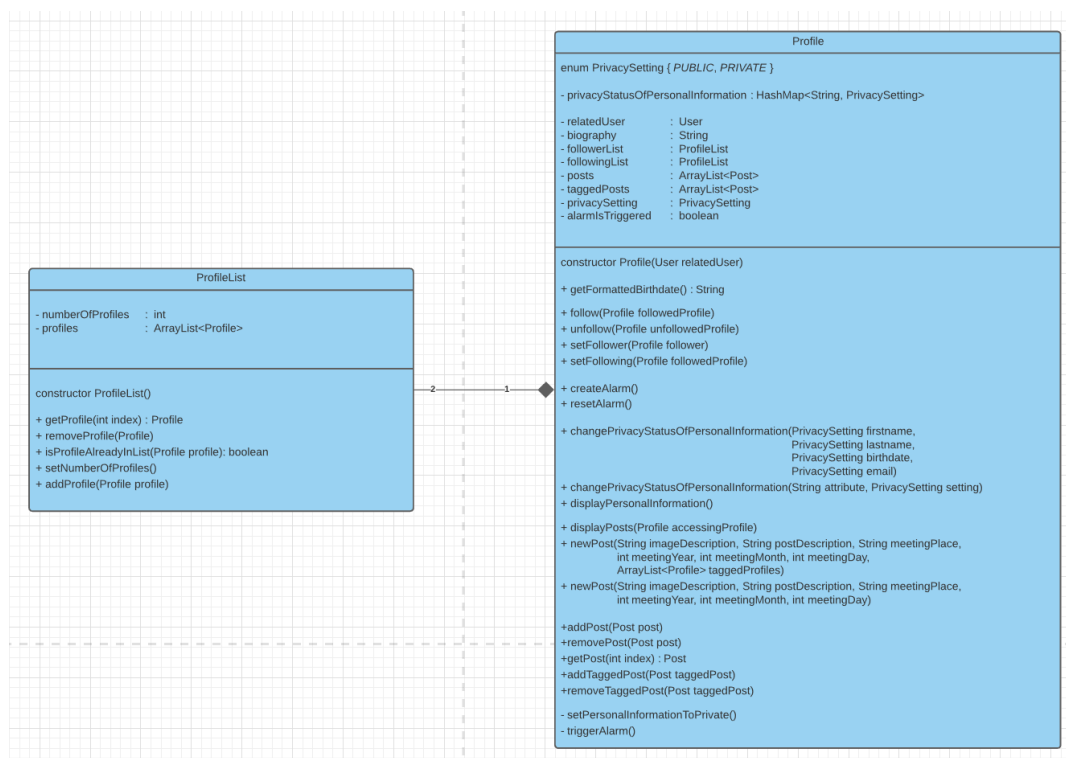 ProfileList
- numberOfProfiles : int
- profiles : ArrayList<Profile>
constructor ProfileList()
+ getProfile(int index) : Profile
+ removeProfile(Profile)
+ isProfileAlreadyInList(Profile profile): boolean
+ setNumberOfProfiles()
+ addProfile(Profile profile)
2
1
Profile
enum PrivacySetting { PUBLIC, PRIVATE }
- privacyStatusOfPersonalInformation : HashMap<String, PrivacySetting>
- relatedUser : User
- biography : String
- followerList : ProfileList
- followingList : ProfileList
- posts : ArrayList<Post>
- taggedPosts : ArrayList<Post>
- privacySetting : PrivacySetting
- alarmIsTriggered : boolean
constructor Profile(User relatedUser)
+ getFormattedBirthdate() : String
+ follow(Profile followedProfile)
+ unfollow(Profile unfollowedProfile)
+ setFollower(Profile follower)
+ setFollowing(Profile followedProfile)
+ createAlarm()
+ resetAlarm()
+ changePrivacyStatusOfPersonalInformation(PrivacySetting firstname,
PrivacySetting lastname,
PrivacySetting birthdate,
PrivacySetting email)
+ changePrivacyStatusOfPersonalInformation(String attribute, PrivacySetting setting)
+ displayPersonalInformation()
+ displayPosts(Profile accessingProfile)
+ newPost(String imageDescription, String postDescription, String meetingPlace,
int meetingYear, int meetingMonth, int meetingDay,
ArrayList<Profile> taggedProfiles)
+ newPost(String imageDescription, String postDescription, String meetingPlace,
int meetingYear, int meetingMonth, int meetingDay)
+addPost(Post post)
+removePost(Post post)
+getPost(int index) : Post
+addTaggedPost(Post taggedPost)
+removeTaggedPost(Post taggedPost)
- setPersonalInformationToPrivate()
- triggerAlarm()